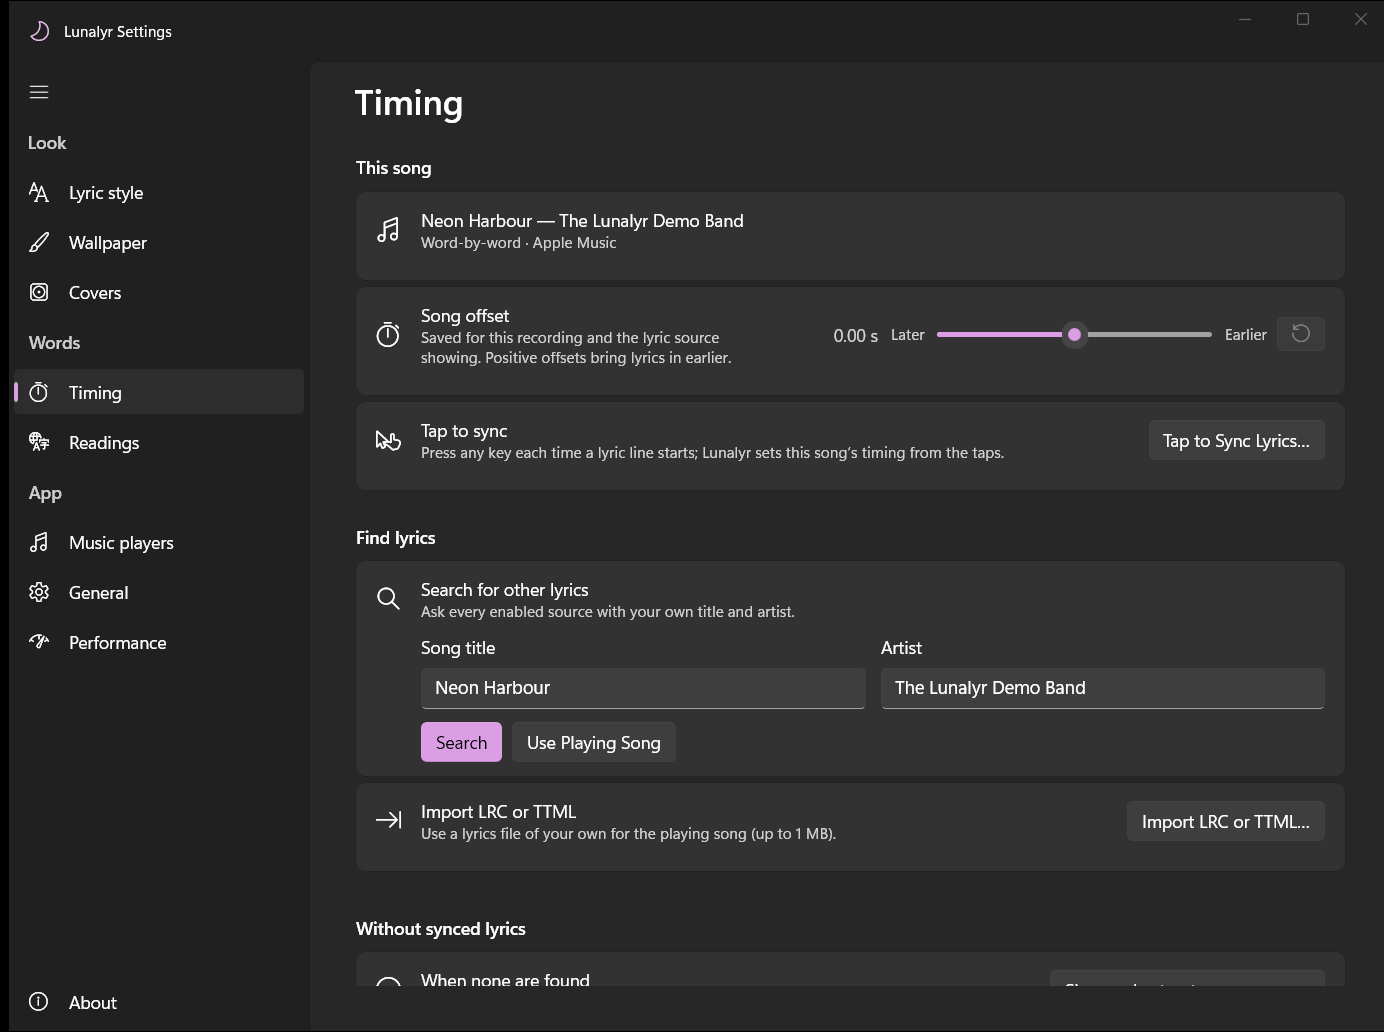 Lunalyr Settings
Look
Lyric style
Wallpaper
Covers
Words
Timing
Readings
App
Music players
General
Performance
About
Timing
This song
Neon Harbour — The Lunalyr Demo Band
Word-by-word · Apple Music
Song offset
Saved for this recording and the lyric source
showing. Positive offsets bring lyrics in earlier.
0.00 s Later Earlier
Tap to sync
Press any key each time a lyric line starts; Lunalyr sets this song’s timing from the taps.
Tap to Sync Lyrics...
Find lyrics
Search for other lyrics
Ask every enabled source with your own title and artist.
Song title Artist
Neon Harbour The Lunalyr Demo Band
Search Use Playing Song
Import LRC or TTML
Use a lyrics file of your own for the playing song (up to 1 MB).
Import LRC or TTML...
Without synced lyrics
When none are found